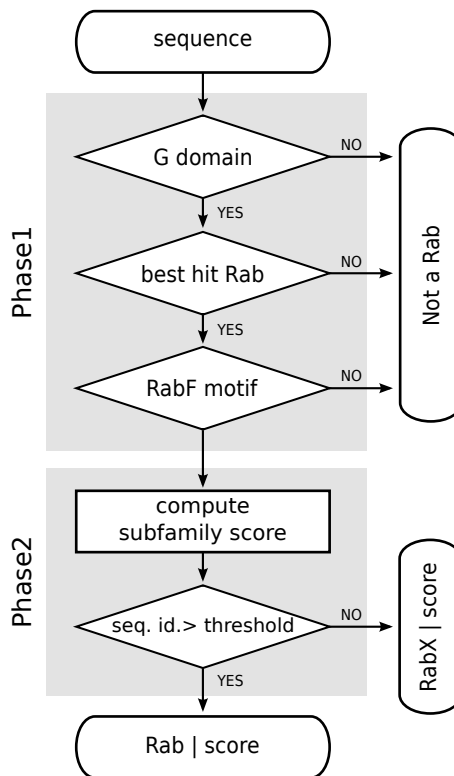 sequence
Phase1
G domain
NO
YES
best hit Rab
NO
YES
RabF motif
NO
Not a Rab
Phase2
compute
subfamily score
seq. id.> threshold
NO
YES
RabX | score
Rab | score